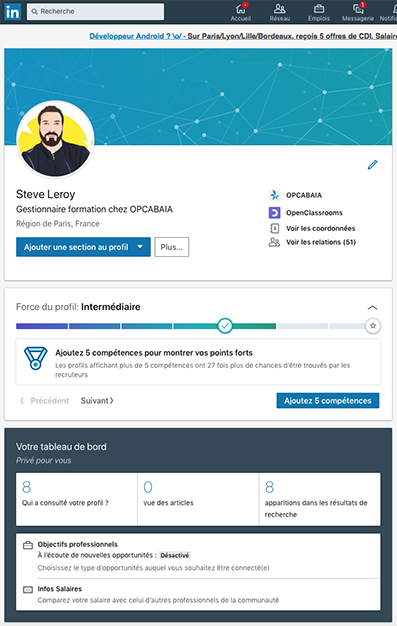 in
Recherche
Accueil
Réseau
Emplois
Messagerie
Développeur Android ? \o/ - Sur Paris/Lyon/Lille/Bordeaux, reçois 5 offres de CDI. Salaire
Steve Leroy
Gestionnaire formation chez OPCABAIA
Région de Paris, France
Ajouter une section au profil
Plus...
OPCABAIA
OpenClassrooms
Voir les coordonnées
Voir les relations (51)
Force du profil: Intermédiaire
Ajoutez 5 compétences pour montrer vos points forts
Les profils affichant plus de 5 compétences ont 27 fois plus de chances d'être trouvés par les
recruteurs
Précédent
Suivant
Ajoutez 5 compétences
Votre tableau de bord
Privé pour vous
8
Qui a consulté votre profil ?
0
vue des articles
8
apparitions dans les résultats de
recherche
Objectifs professionnels
À l'écoute de nouvelles opportunités : Désactivé
Choisissez le type d'opportunités auquel vous souhaitez être connecté(e)
Infos Salaires
Comparez votre salaire avec celui d'autres professionnels de la communauté